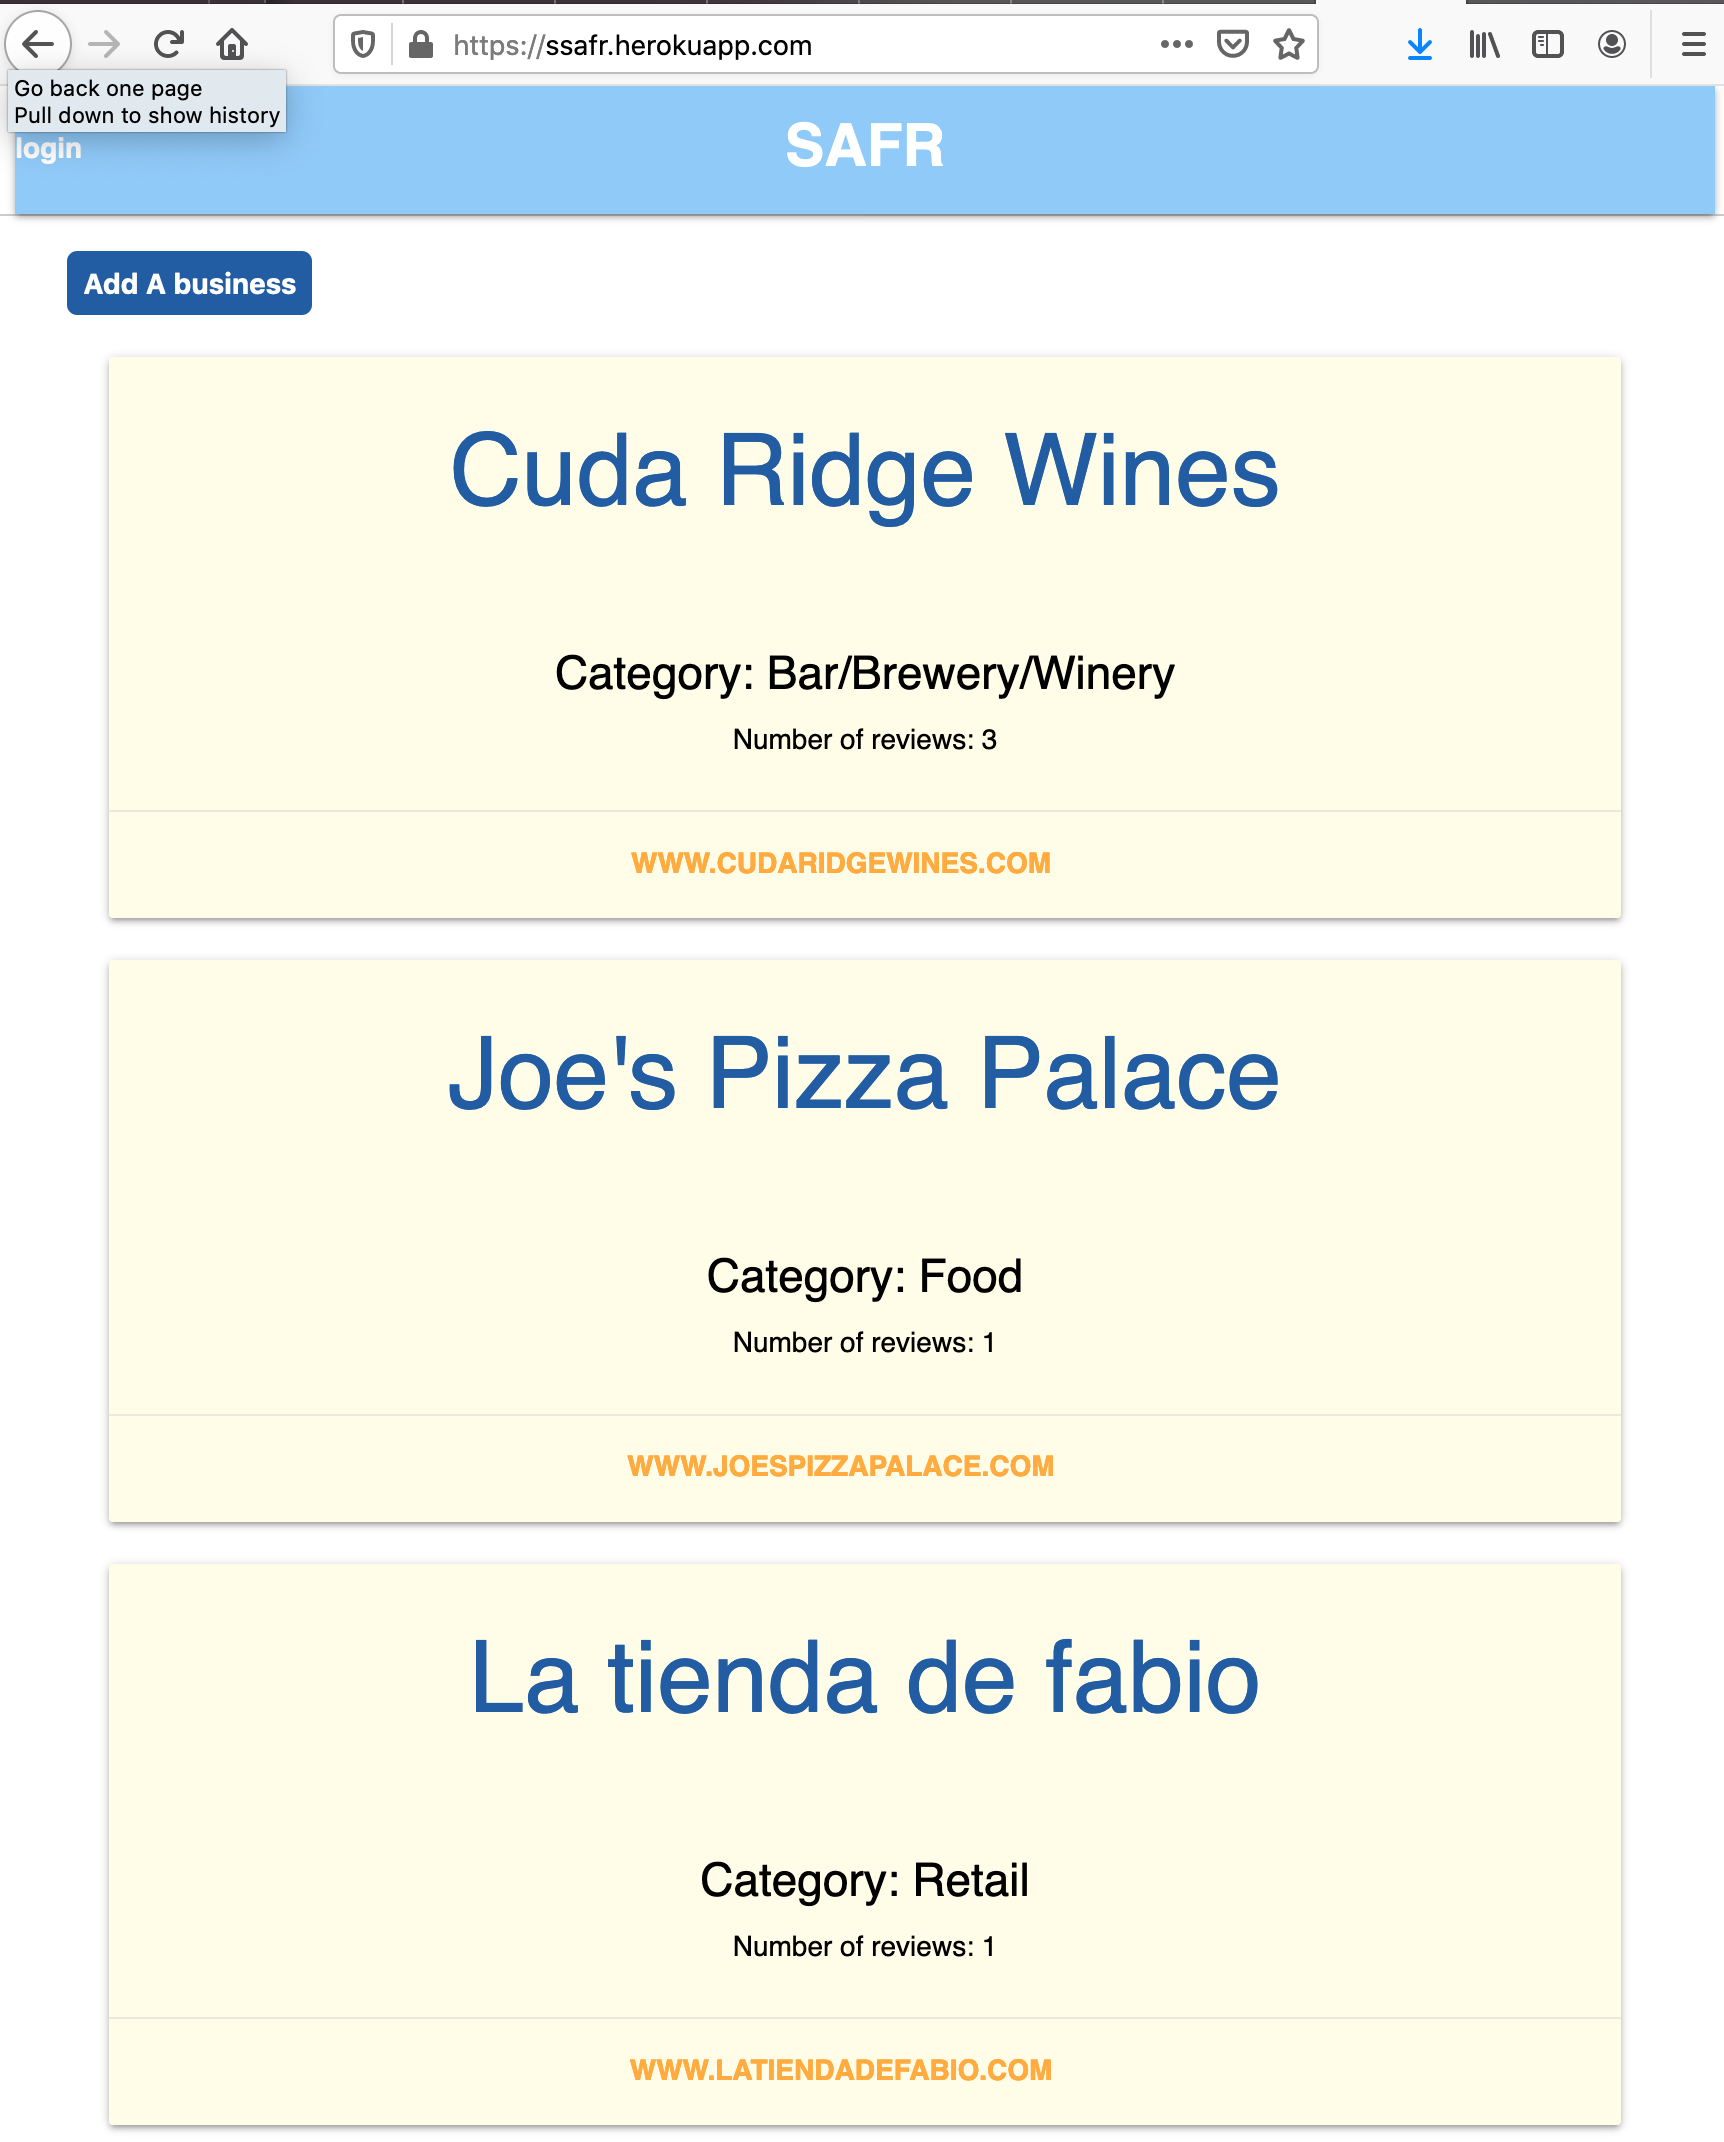 https://ssafr.herokuapp.com
Go back one page
Pull down to show history
login
SAFR
Add A business
Cuda Ridge Wines
Category: Bar/Brewery/Winery
Number of reviews: 3
WWW.CUDARIDGEWINES.COM
Joe's Pizza Palace
Category: Food
Number of reviews: 1
WWW.JOESPIZZAPALACE.COM
La tienda de fabio
Category: Retail
Number of reviews: 1
WWW.LATIENDADEFABIO.COM